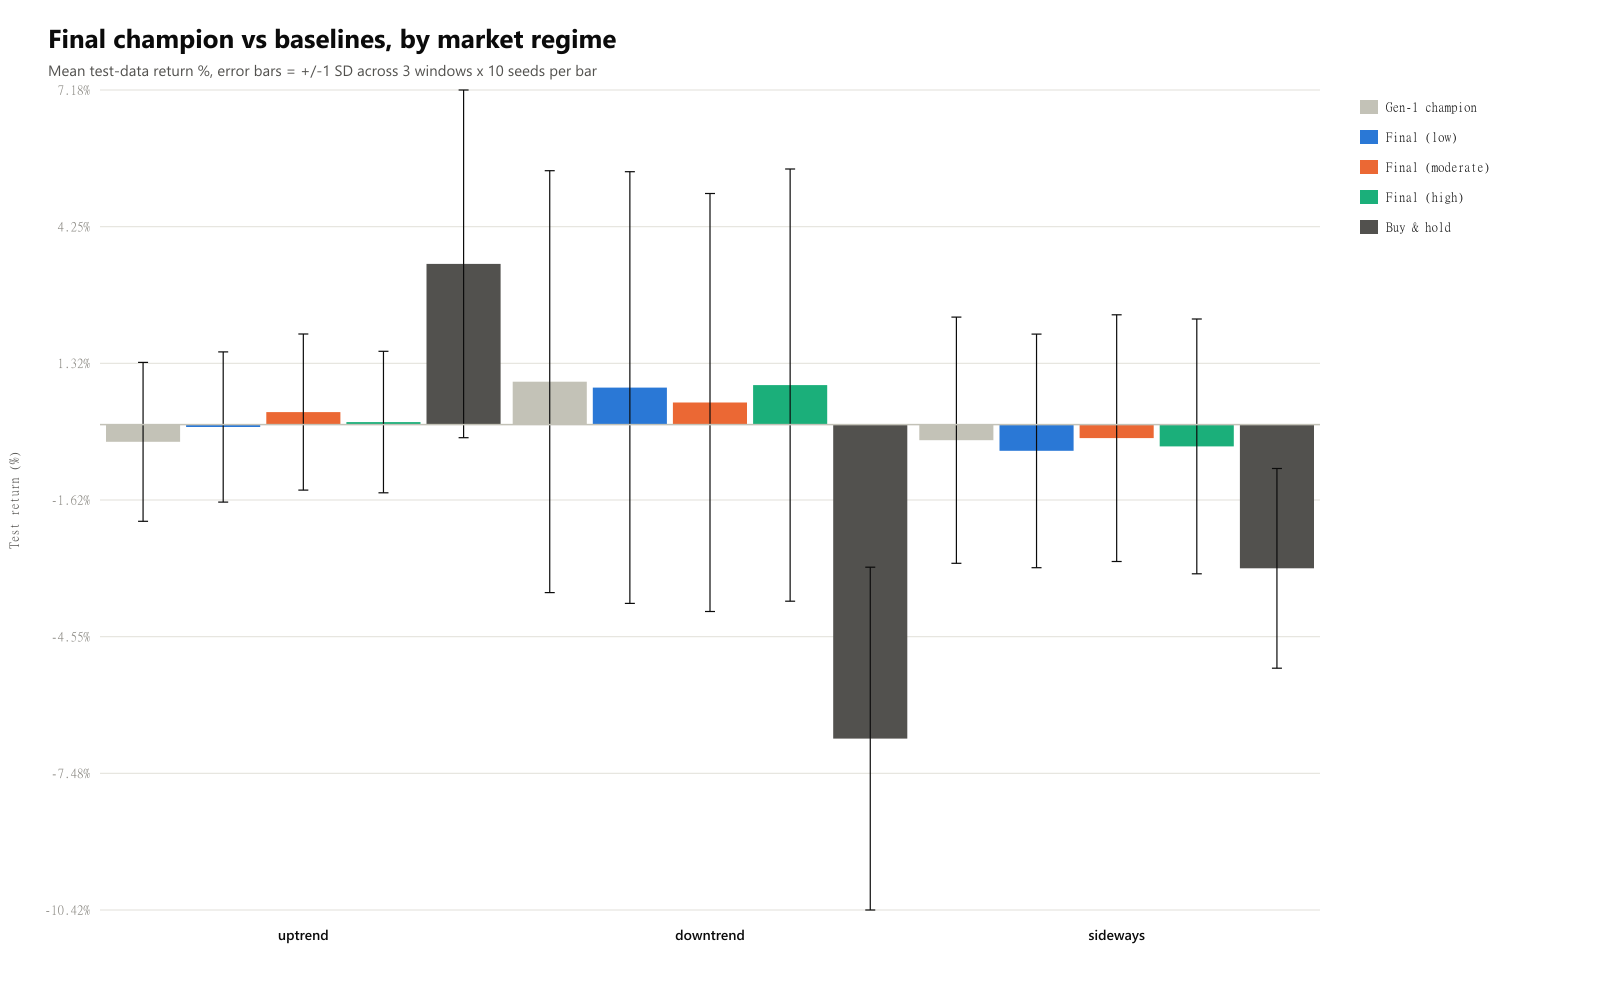 Final champion vs baselines, by market regime
Mean test-data return %, error bars = +/-1 SD across 3 windows x 10 seeds per bar
7.18%
4.25%
1.32%
-1.62%
-4.55%
-7.48%
-10.42%
Test return (%)
uptrend
downtrend
sideways
Gen-1 champion
Final (low)
Final (moderate)
Final (high)
Buy & hold